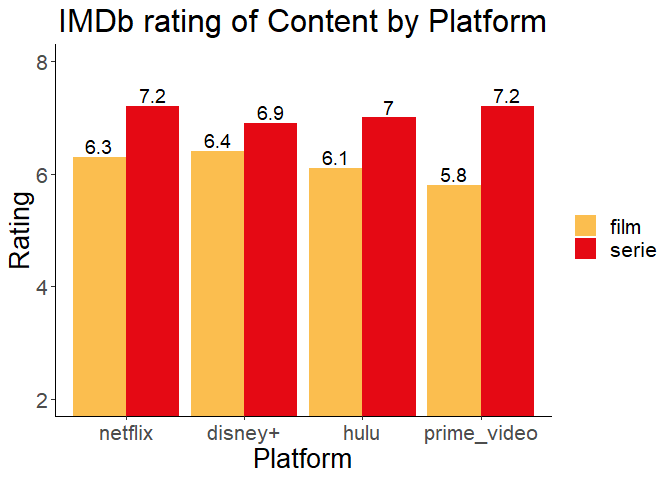 IMDb rating of Content by Platform
Rating
8
6
4
2
6.3
7.2
6.4
6.9
6.1
7
5.8
7.2
netflix
disney+
hulu
prime_video
Platform
film
serie